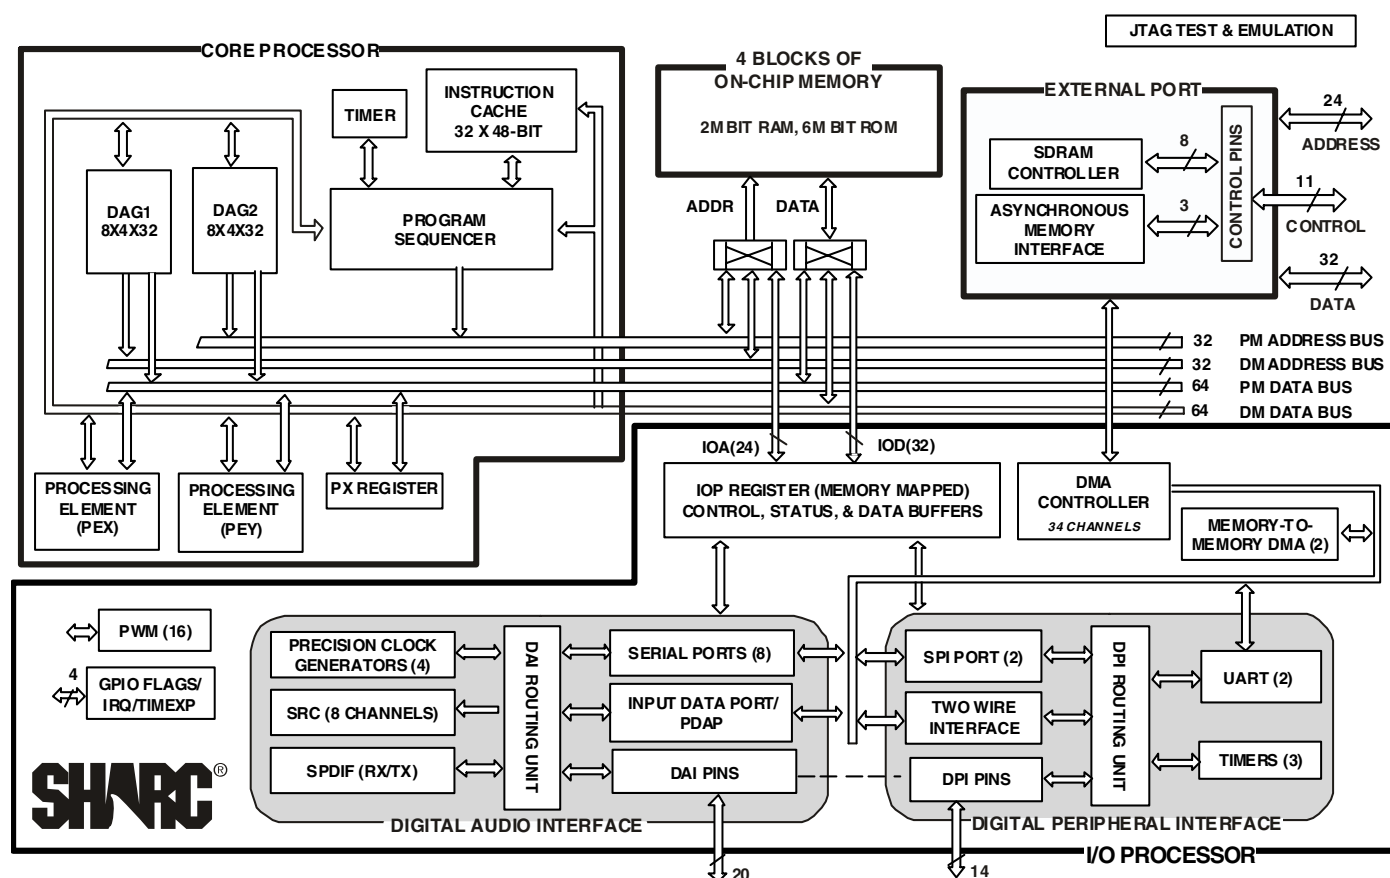 JTAG TEST & EMULATION
CORE PROCESSOR
TIMER
INSTRUCTION
CACHE
32 X 48-BIT
DAG1
8X4X32
DAG2
8X4X32
PROGRAM
SEQUENCER
4 BLOCKS OF
ON-CHIP MEMORY
2M BIT RAM, 6M BIT ROM
ADDR
DATA
EXTERNAL PORT
SDRAM
CONTROLLER
8
ASYNCHRONOUS
MEMORY
INTERFACE
3
CONTROL PINS
24
ADDRESS
11
CONTROL
32
DATA
32 PM ADDRESS BUS
32 DM ADDRESS BUS
64 PM DATA BUS
64 DM DATA BUS
PROCESSING
ELEMENT
(PEX)
PROCESSING
ELEMENT
(PEY)
PX REGISTER
IOA(24)
IOD(32)
IOP REGISTER (MEMORY MAPPED)
CONTROL, STATUS, & DATA BUFFERS
DMA
CONTROLLER
34 CHANNELS
MEMORY-TO-
MEMORY DMA (2)
PWM (16)
4
GPIO FLAGS/
IRQ/TIMEXP
SHARC®
PRECISION CLOCK
GENERATORS (4)
SRC (8 CHANNELS)
SPDIF (RX/TX)
DAI ROUTING UNIT
SERIAL PORTS (8)
INPUT DATA PORT/
PDAP
DAI PINS
DIGITAL AUDIO INTERFACE
20
SPI PORT (2)
TWO WIRE
INTERFACE
DPI PINS
DPI ROUTING UNIT
UART (2)
TIMERS (3)
DIGITAL PERIPHERAL INTERFACE
14
I/O PROCESSOR